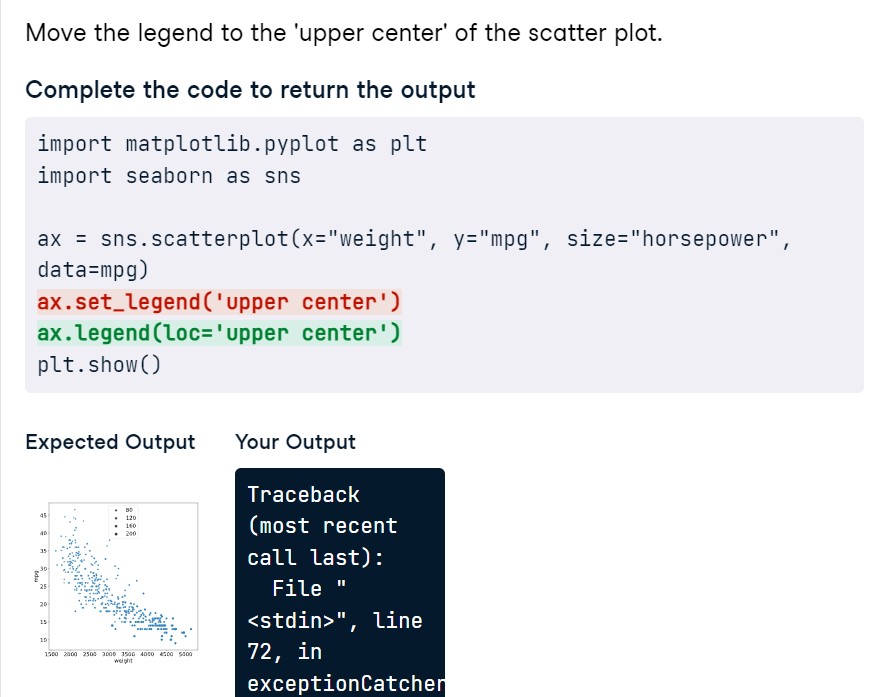 Move the legend to the 'upper center' of the scatter plot.
Complete the code to return the output
import matplotlib.pyplot as plt
import seaborn as sns
ax = sns.scatterplot(x="weight", y="mpg", size="horsepower",
data=mpg)
ax.set_legend('upper center')
ax.legend(loc='upper center')
plt.show()
Expected Output
Your Output
80
120
160
200
45
40
35
30
25
20
15
10
mpg
1500 2000 2500 3000 3500 4000 4500 5000
weight
Traceback
(most recent
call last):
File "
<stdin>", line
72, in
exceptionCatcher